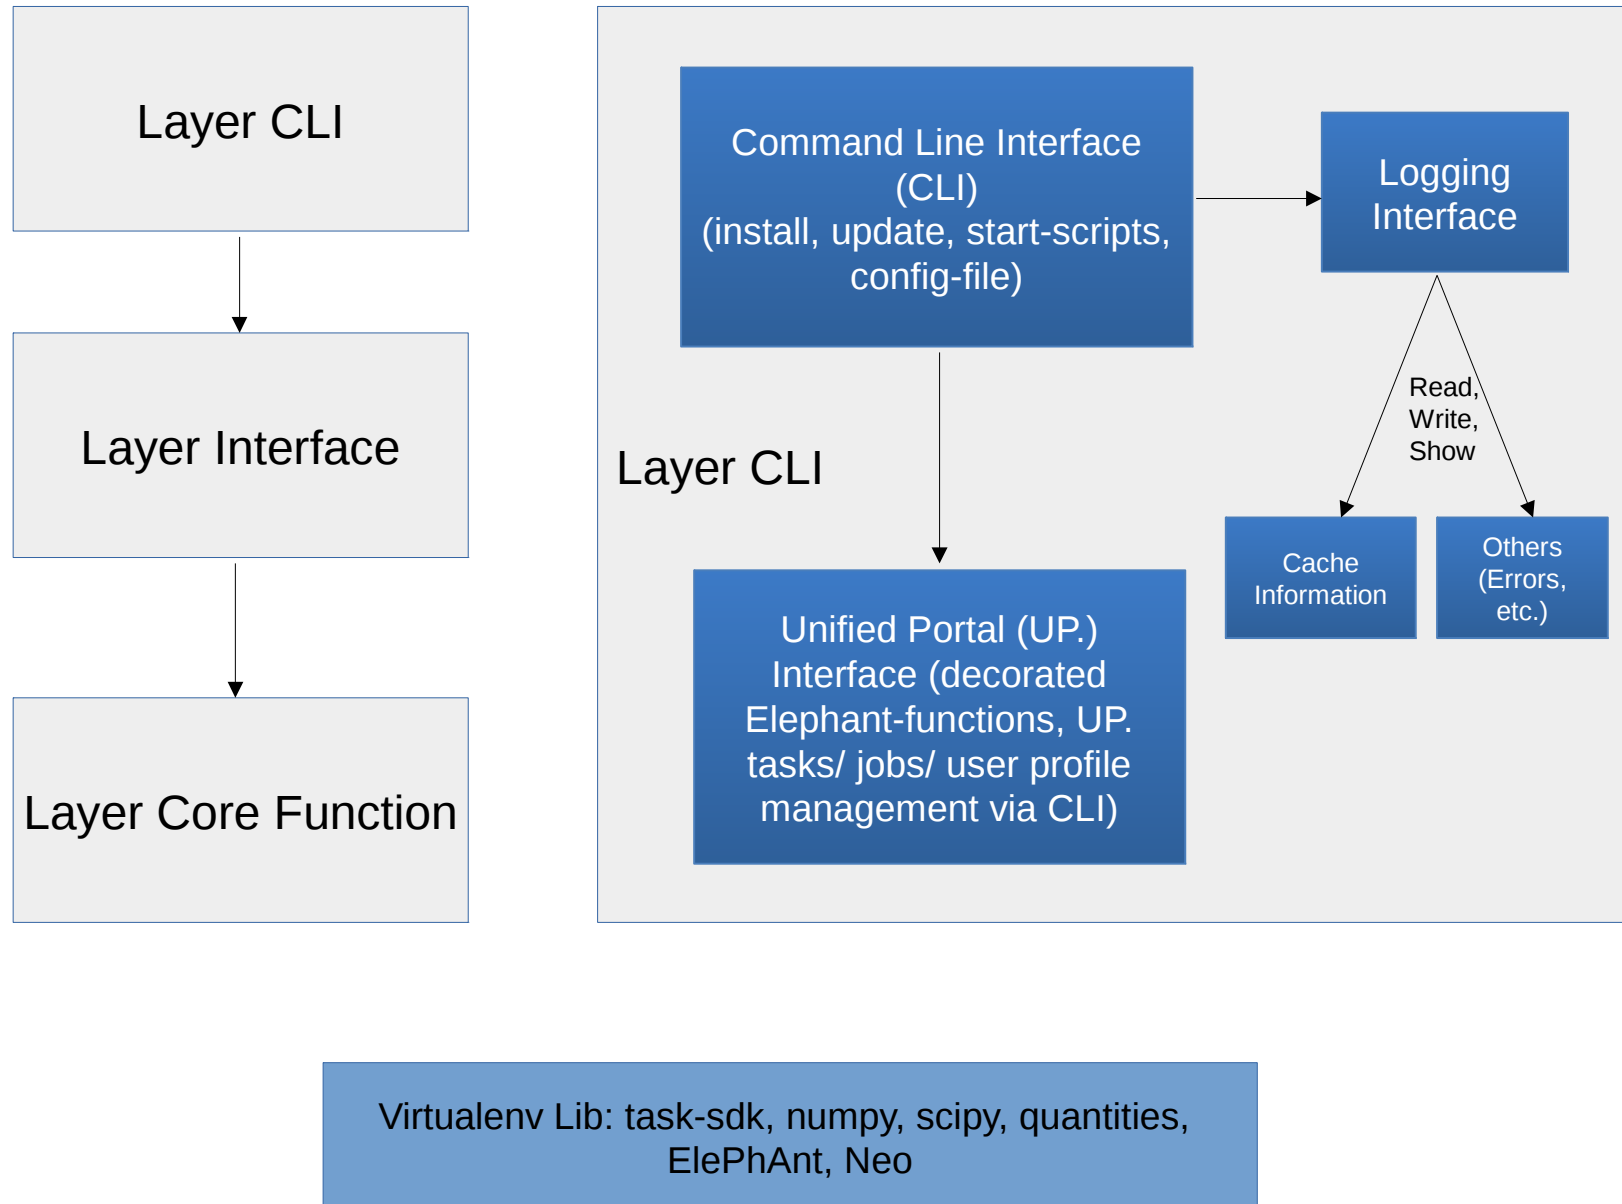 Layer CLI
Layer Interface
Layer Core Function
Layer CLI
Command Line Interface
(CLI)
(install, update, start-scripts,
config-file)
Logging
Interface
Read,
Write,
Show
Cache
Information
Others
(Errors,
etc.)
Unified Portal (UP.)
Interface (decorated
Elephant-functions, UP.
tasks/ jobs/ user profile
management via CLI)
Virtualenv Lib: task-sdk, numpy, scipy, quantities,
ElePhAnt, Neo